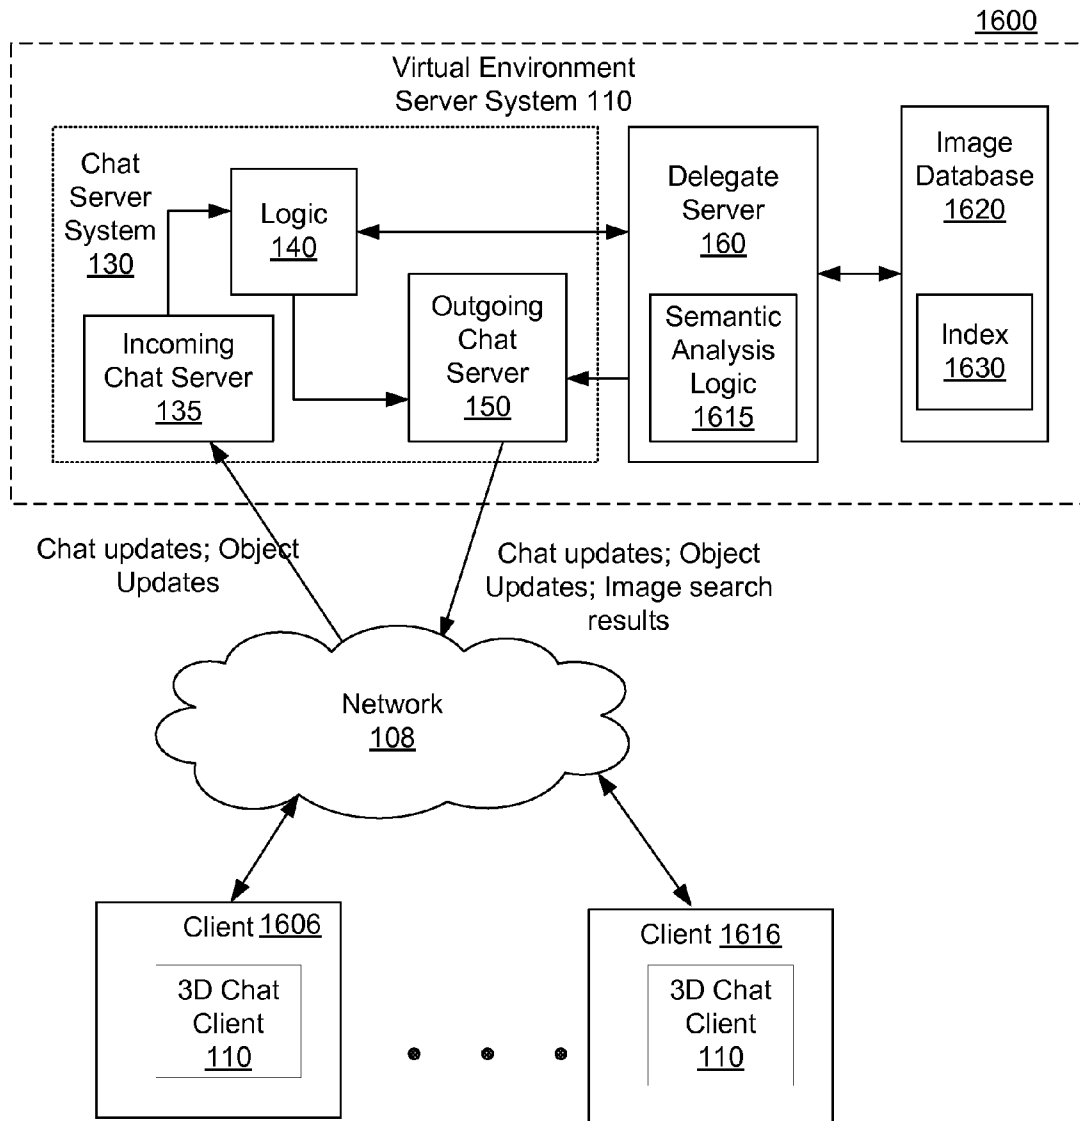 1600
Virtual Environment
Server System 110
Chat
Server
System
130
Logic
140
Incoming
Chat Server
135
Outgoing
Chat
Server
150
Delegate
Server
160
Semantic
Analysis
Logic
1615
Image
Database
1620
Index
1630
Chat updates; Object
Updates
Chat updates; Object
Updates; Image search
results
Network
108
Client 1606
3D Chat
Client
110
Client 1616
3D Chat
Client
110